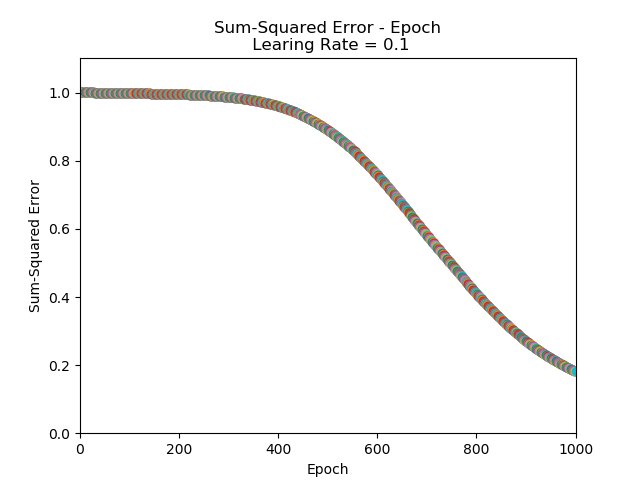 Sum-Squared Error - Epoch
Learing Rate = 0.1
1.0
0.8
0.6
0.4
0.2
0.0
Sum-Squared Error
0 200 400 600 800 1000
Epoch